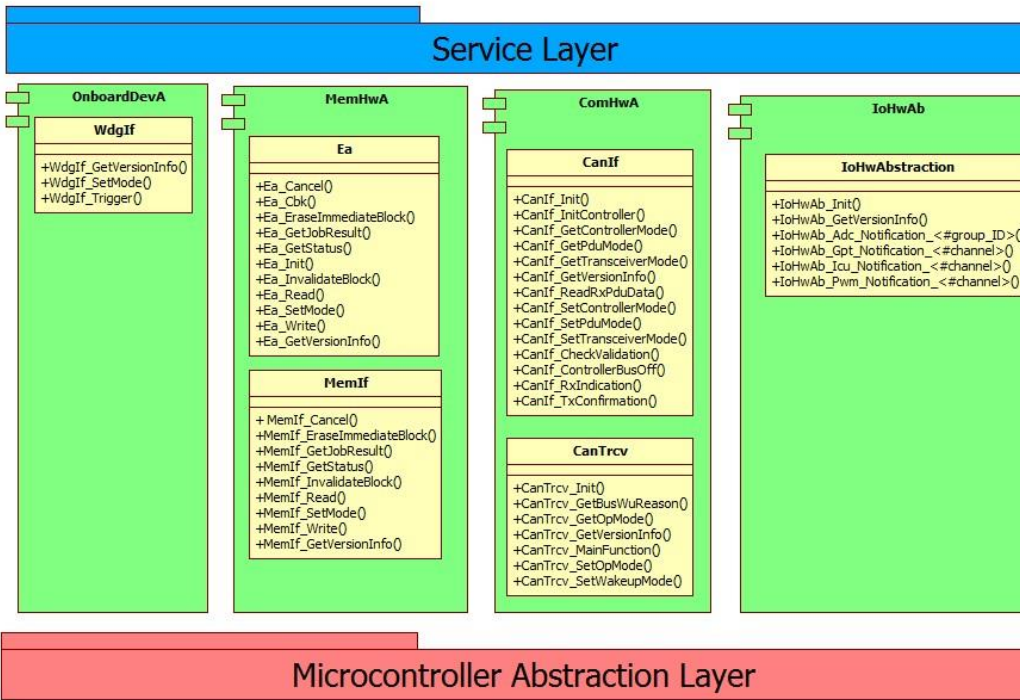 Service Layer
OnboardDevA
WdgIf
+WdgIf_GetVersionInfo()
+WdgIf_SetMode()
+WdgIf_Trigger()
MemHwA
Ea
+Ea_Cancel()
+Ea_Cbk()
+Ea_EraseImmediateBlock()
+Ea_GetJobResult()
+Ea_GetStatus()
+Ea_Init()
+Ea_InvalidateBlock()
+Ea_Read()
+Ea_SetMode()
+Ea_Write()
+Ea_GetVersionInfo()
MemIf
+ MemIf_Cancel()
+MemIf_EraseImmediateBlock()
+MemIf_GetJobResult()
+MemIf_GetStatus()
+MemIf_InvalidateBlock()
+MemIf_Read()
+MemIf_SetMode()
+MemIf_Write()
+MemIf_GetVersionInfo()
ComHwA
CanIf
+CanIf_Init()
+CanIf_InitController()
+CanIf_GetControllerMode()
+CanIf_GetPduMode()
+CanIf_GetTransceiverMode()
+CanIf_GetVersionInfo()
+CanIf_ReadRxPduData()
+CanIf_SetControllerMode()
+CanIf_SetPduMode()
+CanIf_SetTransceiverMode()
+CanIf_CheckValidation()
+CanIf_ControllerBusOff()
+CanIf_RxIndication()
+CanIf_TxConfirmation()
CanTrcv
+CanTrcv_Init()
+CanTrcv_GetBusWuReason()
+CanTrcv_GetOpMode()
+CanTrcv_GetVersionInfo()
+CanTrcv_MainFunction()
+CanTrcv_SetOpMode()
+CanTrcv_SetWakeupMode()
IoHwAb
IoHwAbstraction
+IoHwAb_Init()
+IoHwAb_GetVersionInfo()
+IoHwAb_Adc_Notification_<#group_ID>()
+IoHwAb_Gpt_Notification_<#channel>()
+IoHwAb_Icu_Notification_<#channel>()
+IoHwAb_Pwm_Notification_<#channel>()
Microcontroller Abstraction Layer